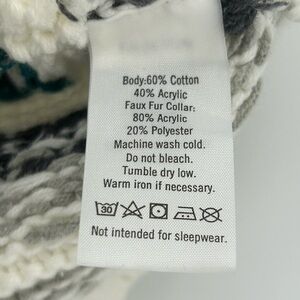 Body:60% Cotton
40% Acrylic
Faux Fur Collar:
80% Acrylic
20% Polyester
Machine wash cold.
Do not bleach.
Tumble dry low.
Warm iron if necessary.
30
Not intended for sleepwear.